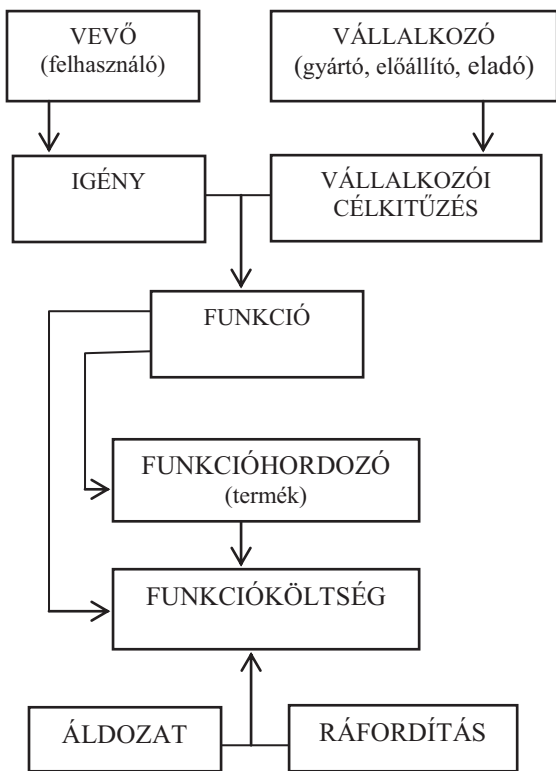 VEVŐ
(felhasználó)
VÁLLALKOZÓ
(gyártó, előállító, eladó)
IGÉNY
VÁLLALKOZÓI
CÉLKITŰZÉS
FUNKCIÓ
FUNKCIÓHORDOZÓ
(termék)
FUNKCIÓKÖLTSÉG
ÁLDOZAT
RÁFORDÍTÁS